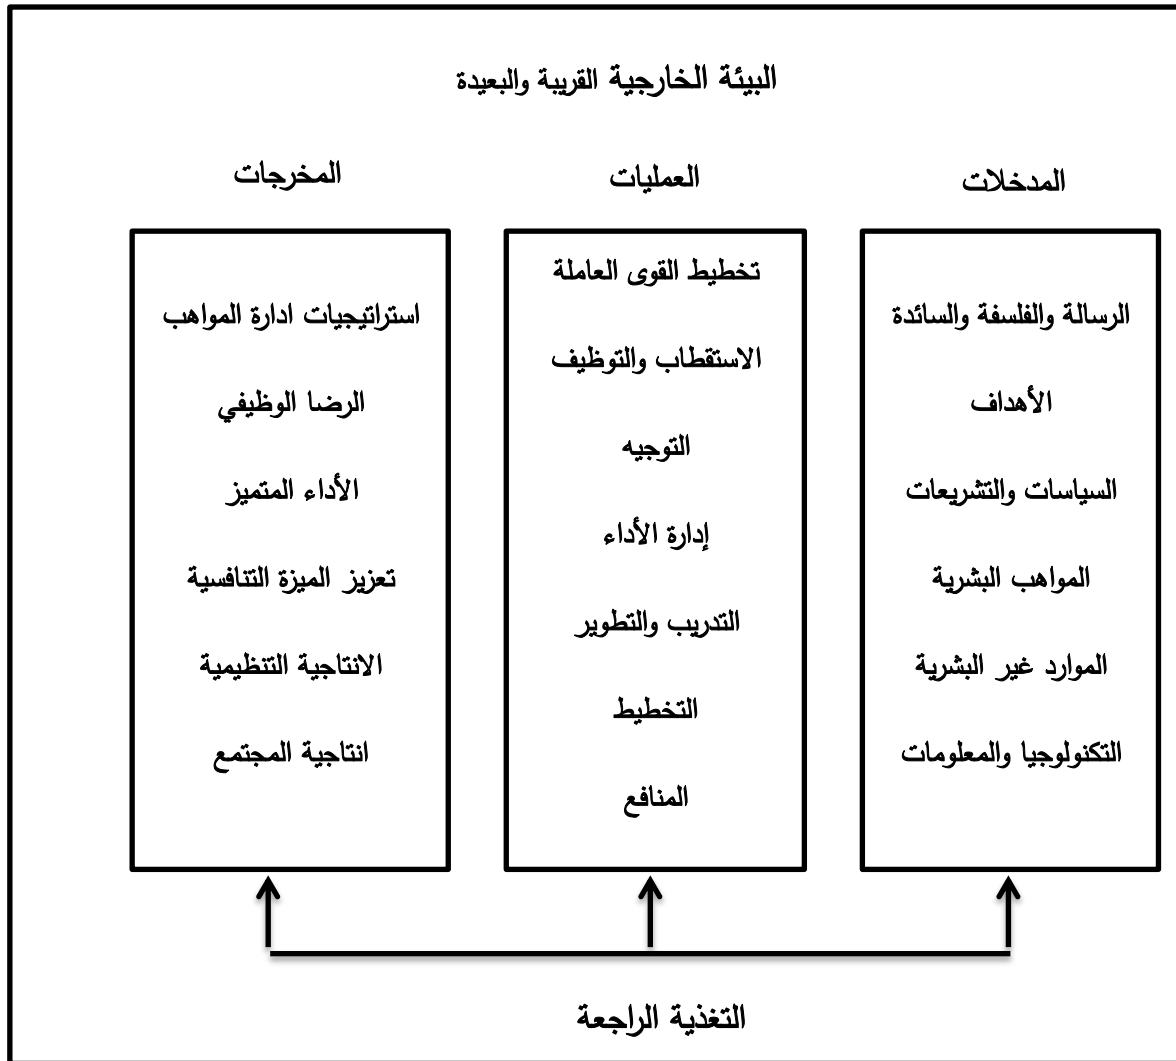 البيئة الخارجية القريبة والبعيدة
المدخلات
الرسالة والفلسفة والسائدة
الأهداف
السياسات والتشريعات
المواهب البشرية
الموارد غير البشرية
التكنولوجيا والمعلومات
العمليات
تخطيط القوى العاملة
الاستقطاب والتوظيف
التوجيه
إدارة الأداء
التدريب والتطوير
التخطيط
المنافع
المخرجات
استراتيجيات ادارة المواهب
الرضا الوظيفي
الأداء المتميز
تعزيز الميزة التنافسية
الانتاجية التنظيمية
انتاجية المجتمع
التغذية الراجعة